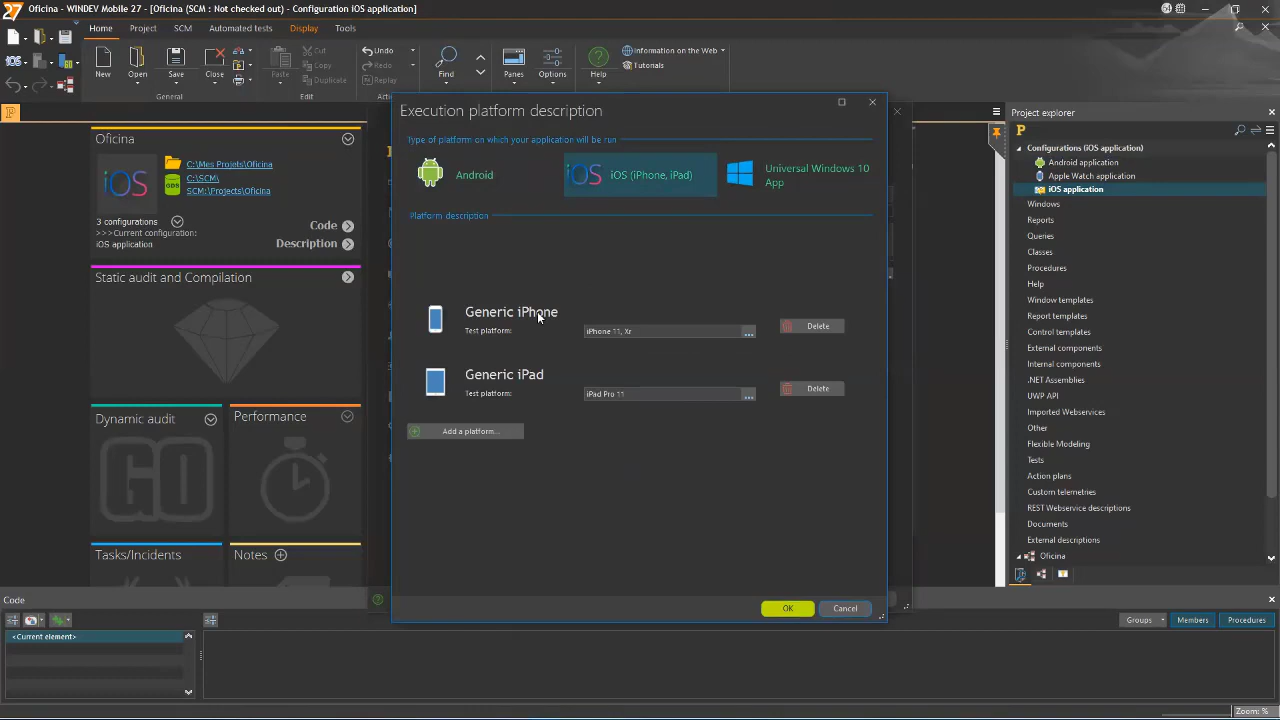 27 Oficina - WINDEV Mobile 27 - [Oficina (SCM : Not checked out) - Configuration iOS application]
Home Project SCM Automated tests Display Tools
New Open Save Close
General
Paste Cut Copy Duplicate
Edit
Undo Redo Replay
Find Panes Options Help
Information on the Web
Tutorials
Oficina
iOS
C:\Mes Projets\Oficina
C:\SCM\
SCM:\Projects\Oficina
3 configurations
>>>Current configuration:
iOS application
Code
Description
Static audit and Compilation
Dynamic audit
GO
Performance
Tasks/Incidents
Notes
Execution platform description
Type of platform on which your application will be run
Android
iOS iOS (iPhone, iPad)
Universal Windows 10
App
Platform description
Generic iPhone
Test platform: iPhone 11, Xr ... Delete
Generic iPad
Test platform: iPad Pro 11 ... Delete
Add a platform...
OK Cancel
Project explorer
Configurations (iOS application)
Android application
Apple Watch application
iOS application
Windows
Reports
Queries
Classes
Procedures
Help
Window templates
Report templates
Control templates
External components
Internal components
.NET Assemblies
UWP API
Imported Webservices
Other
Flexible Modeling
Tests
Action plans
Custom telemetries
REST Webservice descriptions
Documents
External descriptions
Oficina
Code
<Current element>
Groups Members Procedures
Zoom: %